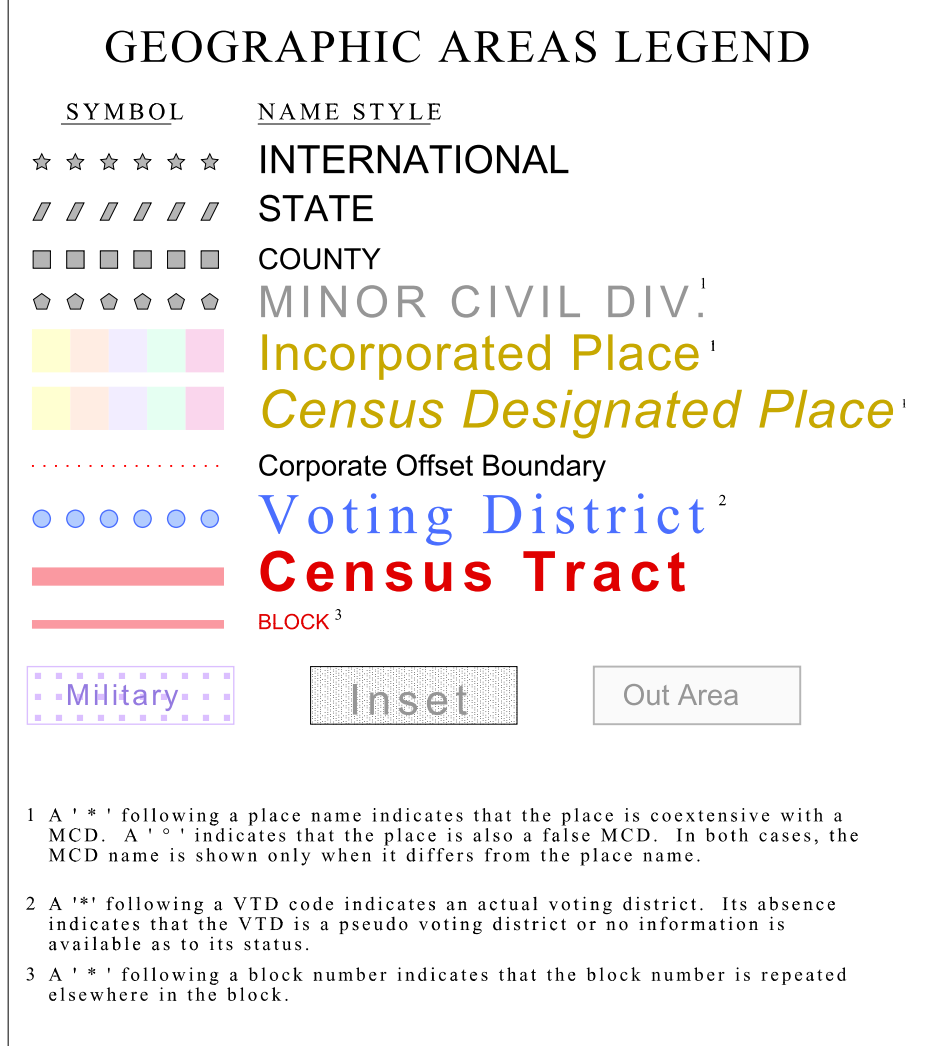 GEOGRAPHIC AREAS LEGEND
SYMBOL NAME STYLE
INTERNATIONAL
STATE
COUNTY
MINOR CIVIL DIV. 1
Incorporated Place 1
Census Designated Place 1
Corporate Offset Boundary
Voting District 2
Census Tract
BLOCK 3
Military Inset Out Area
1 A ' * ' following a place name indicates that the place is coextensive with a
MCD. A ' ° ' indicates that the place is also a false MCD. In both cases, the
MCD name is shown only when it differs from the place name.
2 A '*' following a VTD code indicates an actual voting district. Its absence
indicates that the VTD is a pseudo voting district or no information is
available as to its status.
3 A ' * ' following a block number indicates that the block number is repeated
elsewhere in the block.